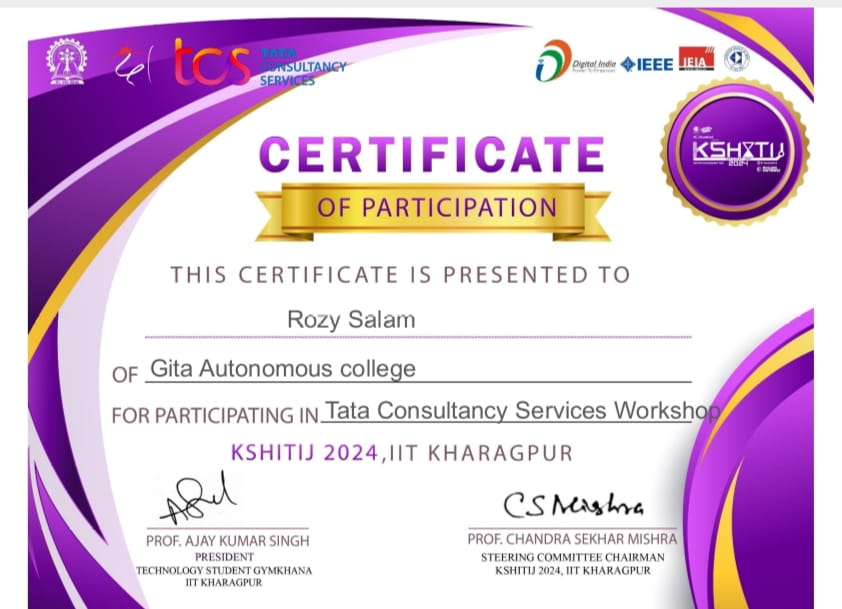 tcs TATA
CONSULTANCY
SERVICES
Digital India
Power To Empower
IEEE
IEIA
KSHITIJ
2024
CERTIFICATE
OF PARTICIPATION
THIS CERTIFICATE IS PRESENTED TO
Rozy Salam
OF Gita Autonomous college
FOR PARTICIPATING IN Tata Consultancy Services Workshop
KSHITIJ 2024,IIT KHARAGPUR
CS Mishra
PROF. AJAY KUMAR SINGH
PRESIDENT
TECHNOLOGY STUDENT GYMKHANA
IIT KHARAGPUR
PROF. CHANDRA SEKHAR MISHRA
STEERING COMMITTEE CHAIRMAN
KSHITIJ 2024, IIT KHARAGPUR